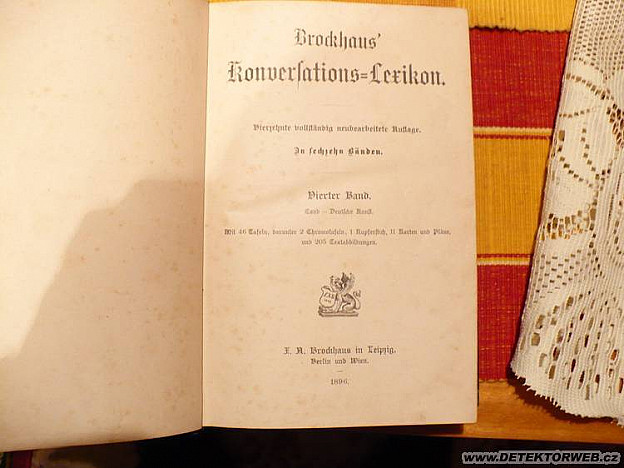 Brockhaus'
Konversations=Lexikon.
Vierzehnte vollständig neubearbeitete Auflage.
In sechzehn Bänden.
Vierter Band.
Caub – Deutsche Kunst.
Mit 46 Tafeln, darunter 2 Chromotafeln, 1 Kupferstich, 11 Karten und Pläne,
und 205 Textabbildungen.
F. A. Brockhaus in Leipzig.
Berlin und Wien.
1896.
WWW.DETEKTORWEB.cz